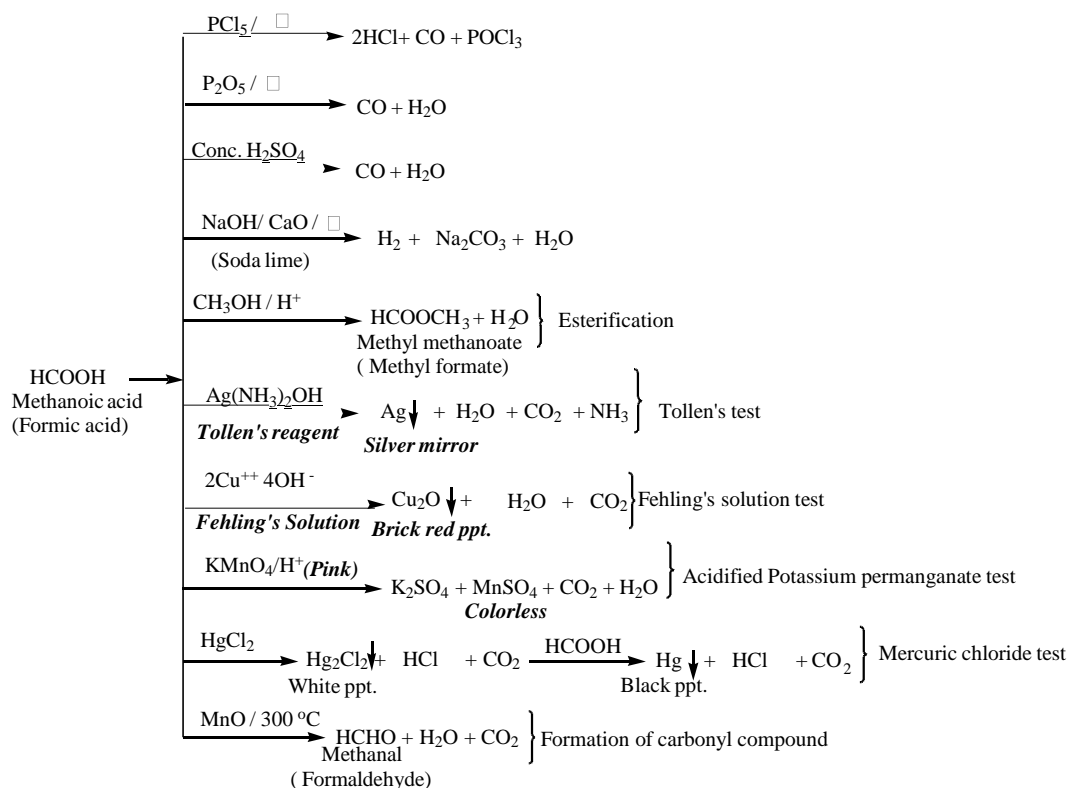 PCl₅ / □
2HCl+ CO + POCl₃
P₂O₅ / □
CO + H₂O
Conc. H₂SO₄
CO + H₂O
NaOH/ CaO / □
H₂ + Na₂CO₃ + H₂O
(Soda lime)
CH₃OH / H⁺
HCOOCH₃ + H₂O } Esterification
Methyl methanoate
( Methyl formate)
HCOOH
Methanoic acid
(Formic acid)
Ag(NH₃)₂OH
Ag + H₂O + CO₂ + NH₃ } Tollen's test
Tollen's reagent
Silver mirror
2Cu⁺⁺ 4OH⁻
Cu₂O + H₂O + CO₂ } Fehling's solution test
Fehling's Solution
Brick red ppt.
KMnO₄/H⁺(Pink)
K₂SO₄ + MnSO₄ + CO₂ + H₂O } Acidified Potassium permanganate test
Colorless
HgCl₂
Hg₂Cl₂ + HCl + CO₂ HCOOH Hg + HCl + CO₂ } Mercuric chloride test
White ppt. Black ppt.
MnO / 300 °C
HCHO + H₂O + CO₂ } Formation of carbonyl compound
Methanal
( Formaldehyde)